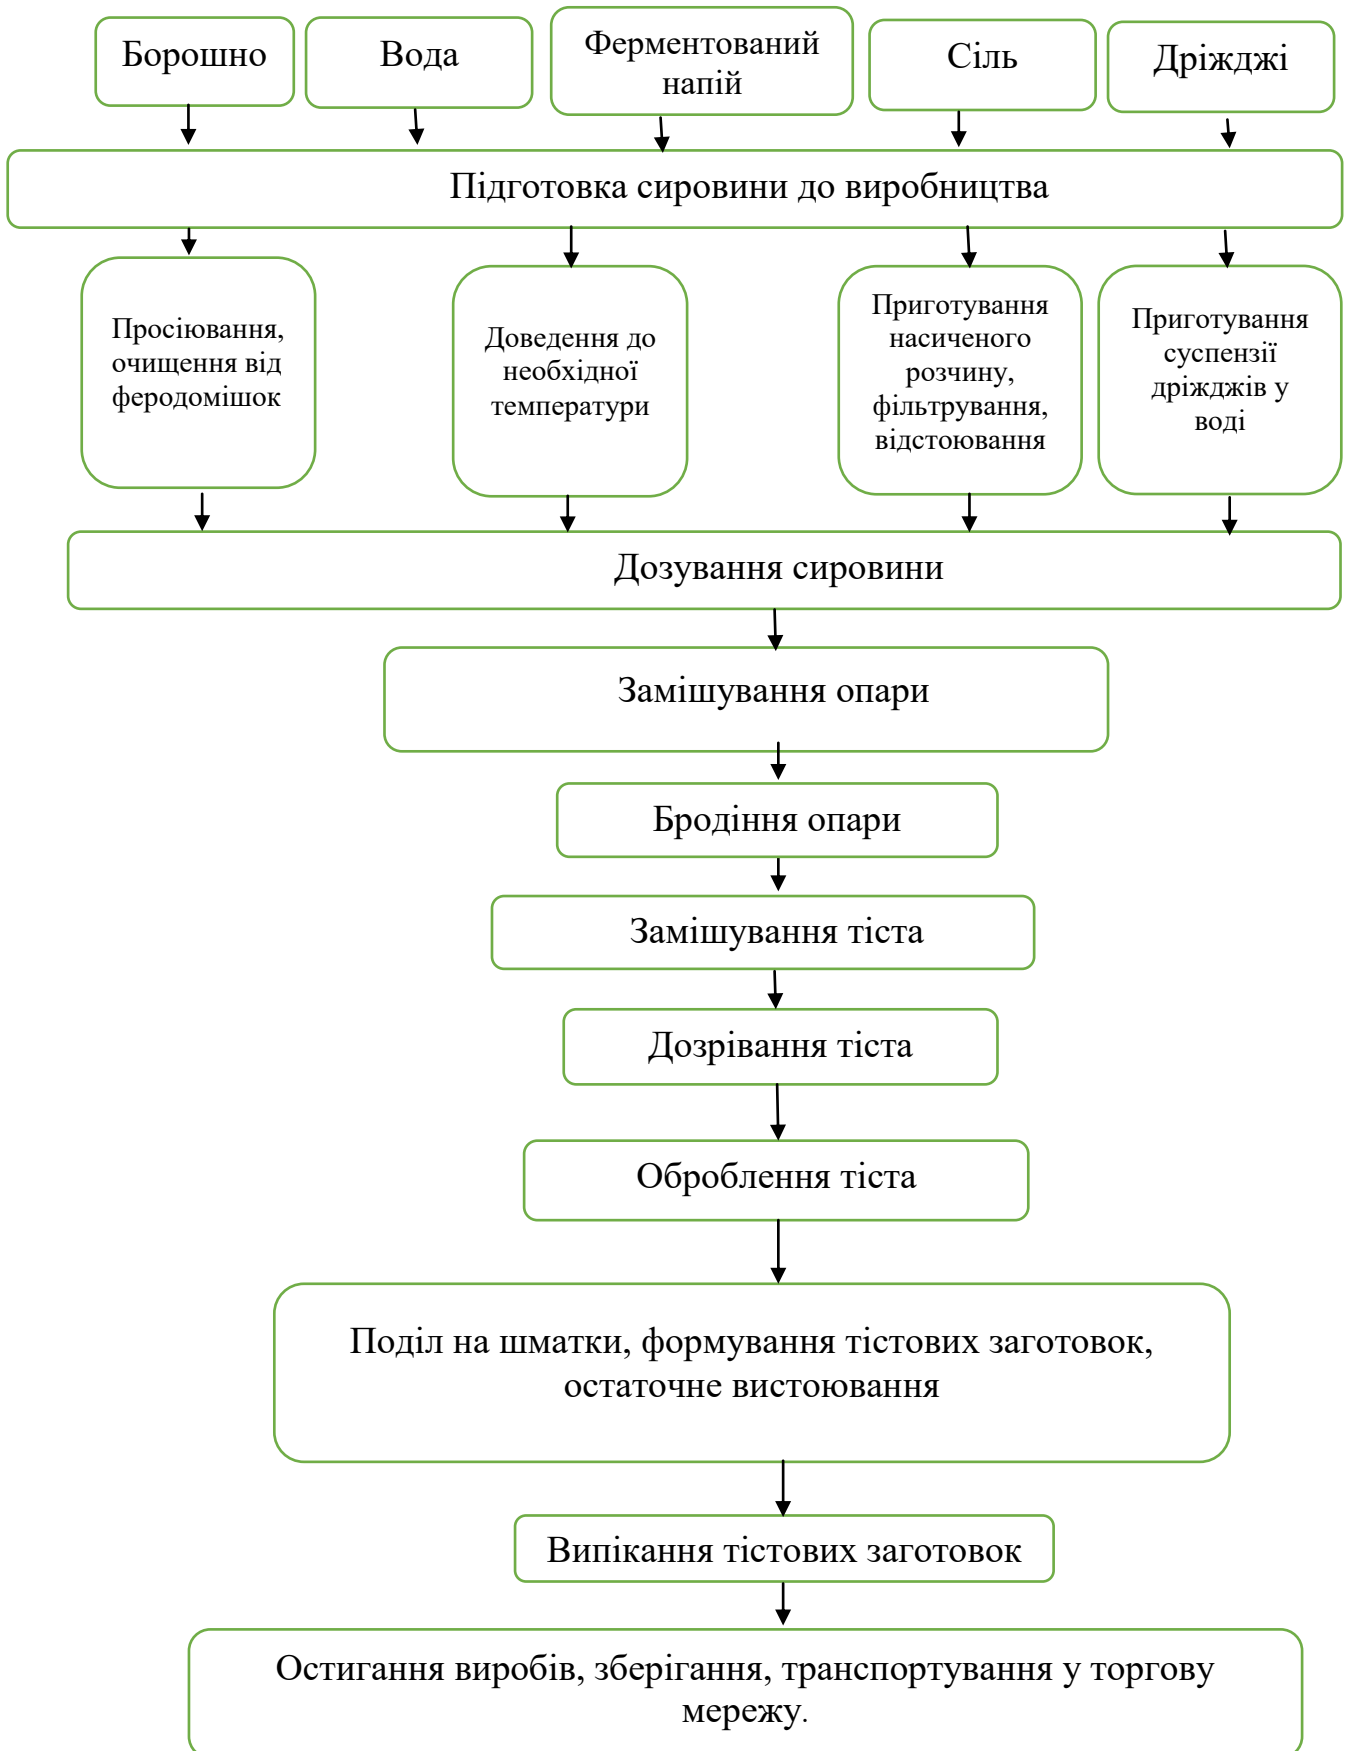 Борошно
Вода
Ферментований
напій
Сіль
Дріжджі
Підготовка сировини до виробництва
Просіювання,
очищення від
феродомішок
Доведення до
необхідної
температури
Приготування
насиченого
розчину,
фільтрування,
відстоювання
Приготування
суспензії
дріжджів у
воді
Дозування сировини
Замішування опари
Бродіння опари
Замішування тіста
Дозрівання тіста
Оброблення тіста
Поділ на шматки, формування тістових заготовок,
остаточне вистоювання
Випікання тістових заготовок
Остигання виробів, зберігання, транспортування у торгову
мережу.